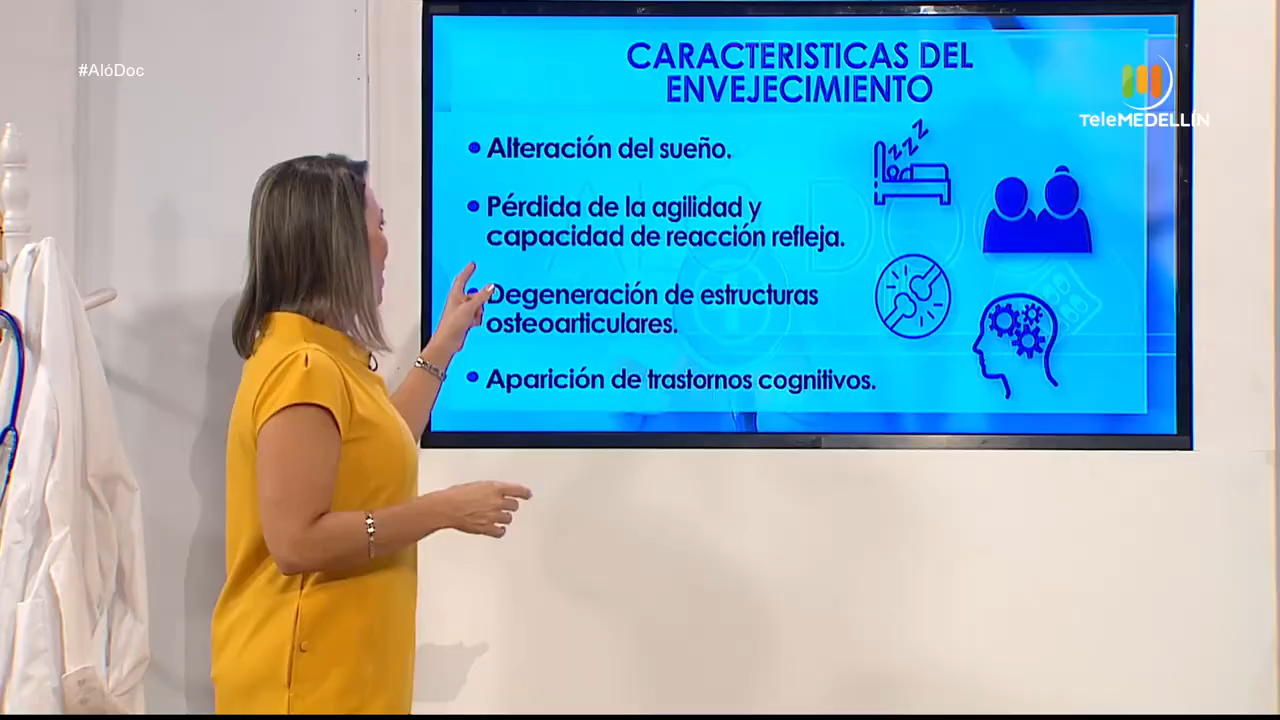 #AlóDoc
CARACTERISTICAS DEL
ENVEJECIMIENTO
TeleMEDELLÍN
• Alteración del sueño.
• Pérdida de la agilidad y
capacidad de reacción refleja.
• Degeneración de estructuras
osteoarticulares.
• Aparición de trastornos cognitivos.